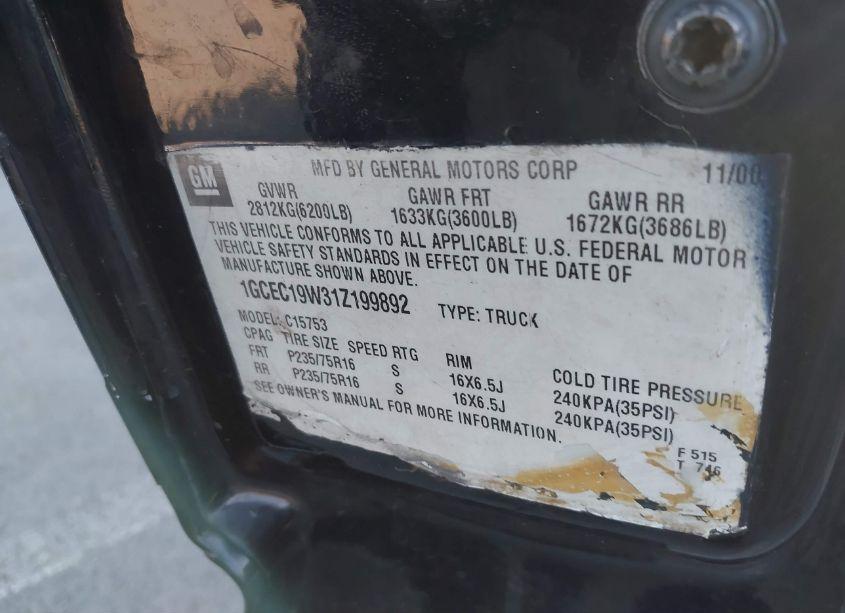 GM MFD BY GENERAL MOTORS CORP 11/00
GVWR GAWR FRT GAWR RR
2812KG(6200LB) 1633KG(3600LB) 1672KG(3686LB)
THIS VEHICLE CONFORMS TO ALL APPLICABLE U.S. FEDERAL MOTOR
VEHICLE SAFETY STANDARDS IN EFFECT ON THE DATE OF
MANUFACTURE SHOWN ABOVE.
1GCEC19W31Z199892 TYPE: TRUCK
MODEL: C15753
CPAG TIRE SIZE SPEED RTG RIM COLD TIRE PRESSURE
FRT P235/75R16 S 16X6.5J 240KPA(35PSI)
RR P235/75R16 S 16X6.5J 240KPA(35PSI)
SEE OWNER'S MANUAL FOR MORE INFORMATION.
F 515
T 746